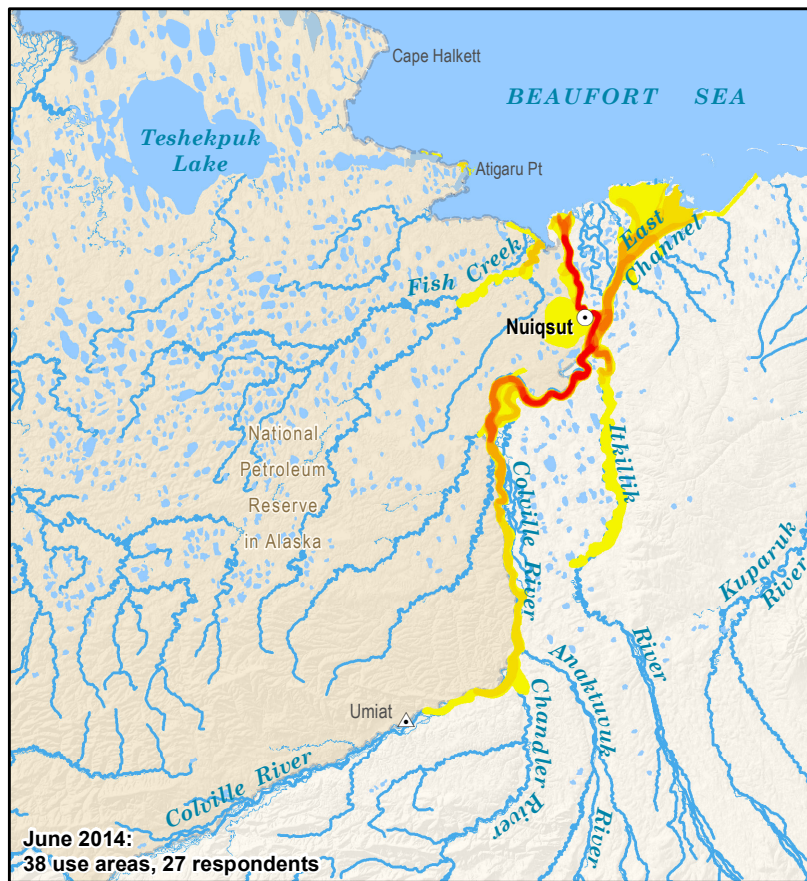 Cape Halkett
BEAUFORT SEA
Teshekpuk
Lake
Atigaru Pt
East
Channel
Fish Creek
Nuiqsut
National
Petroleum
Reserve
in Alaska
Itkillik
River
Colville River
Kuparuk
River
Anaktuvuk
River
Chandler River
Umiat
Colville River
June 2014:
38 use areas, 27 respondents